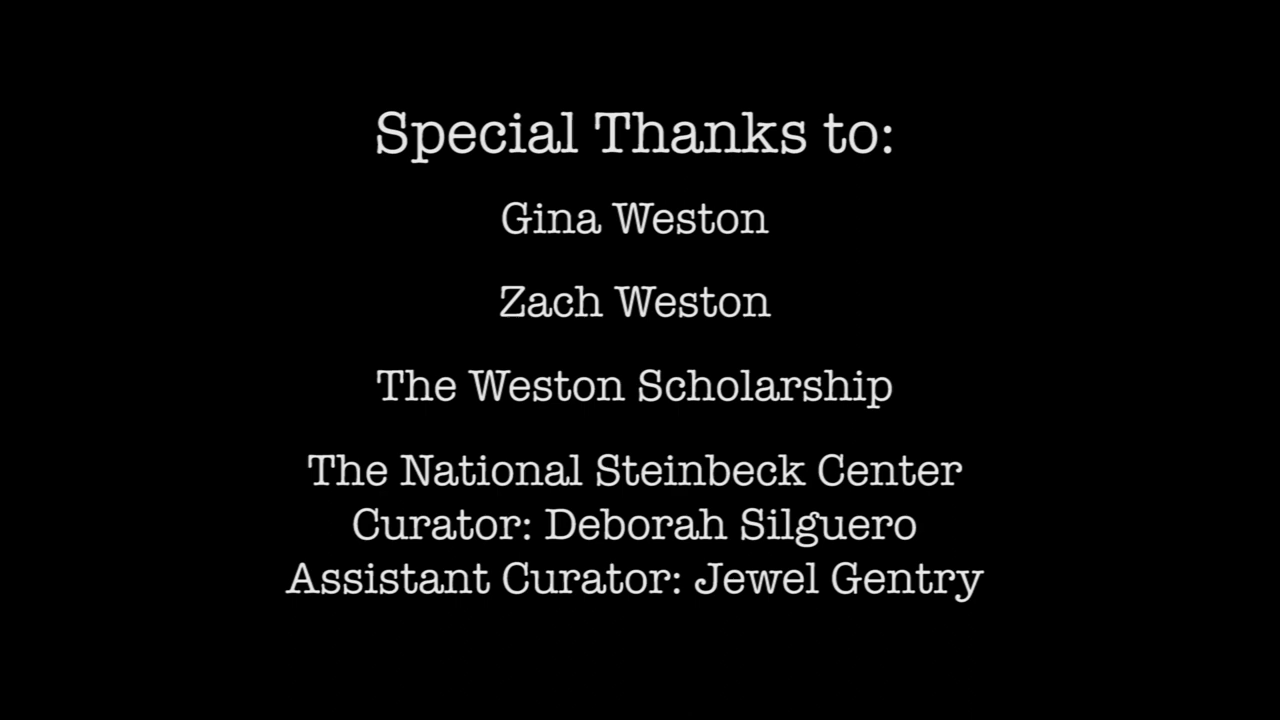 Special Thanks to:
Gina Weston
Zach Weston
The Weston Scholarship
The National Steinbeck Center
Curator: Deborah Silguero
Assistant Curator: Jewel Gentry